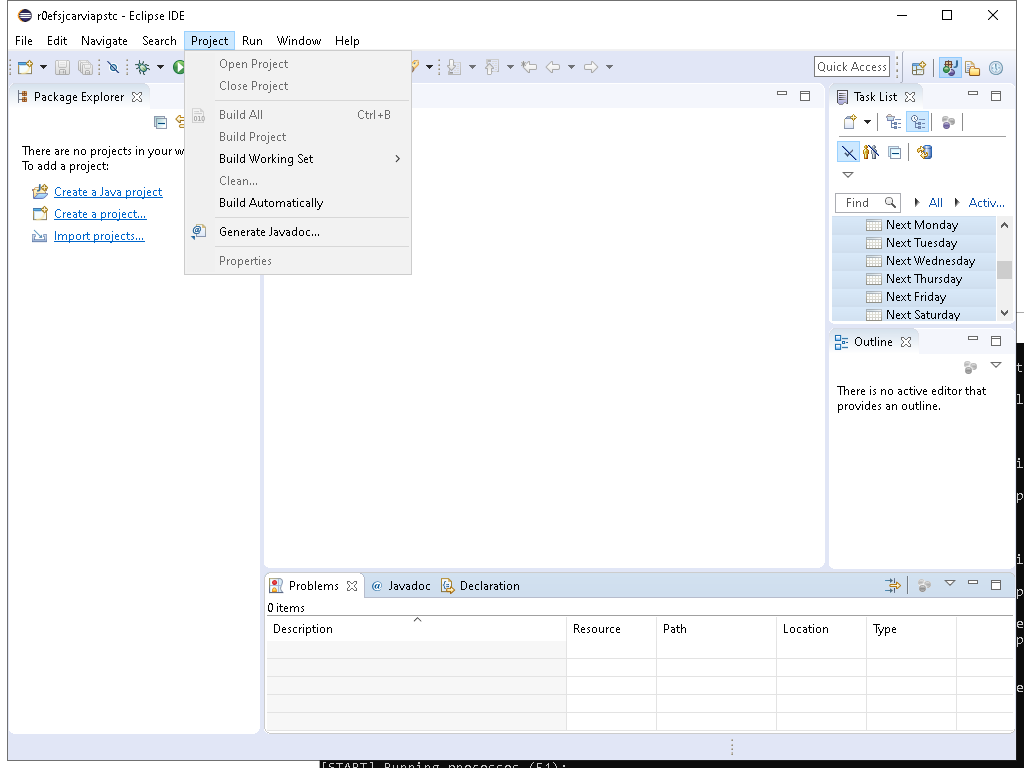 r0efsjcarviapstc - Eclipse IDE
File Edit Navigate Search Project Run Window Help
Quick Access
Open Project
Close Project
Build All Ctrl+B
Build Project
Build Working Set
Clean...
Build Automatically
Generate Javadoc...
Properties
Package Explorer
There are no projects in your
To add a project:
Create a Java project
Create a project...
Import projects...
Task List
Find All Activ...
Next Monday
Next Tuesday
Next Wednesday
Next Thursday
Next Friday
Next Saturday
Outline
There is no active editor that
provides an outline.
Problems @ Javadoc Declaration
0 items
Description Resource Path Location Type
[START] Running processes (51):